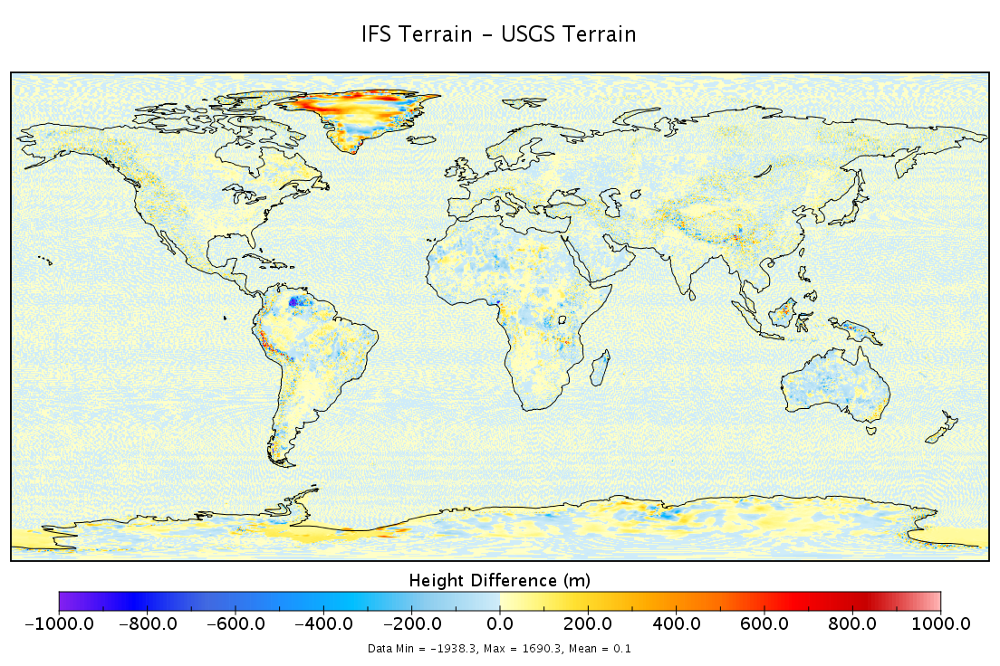 IFS Terrain − USGS Terrain
Height Difference (m)
−1000.0 −800.0 −600.0 −400.0 −200.0 0.0 200.0 400.0 600.0 800.0 1000.0
Data Min = −1938.3, Max = 1690.3, Mean = 0.1